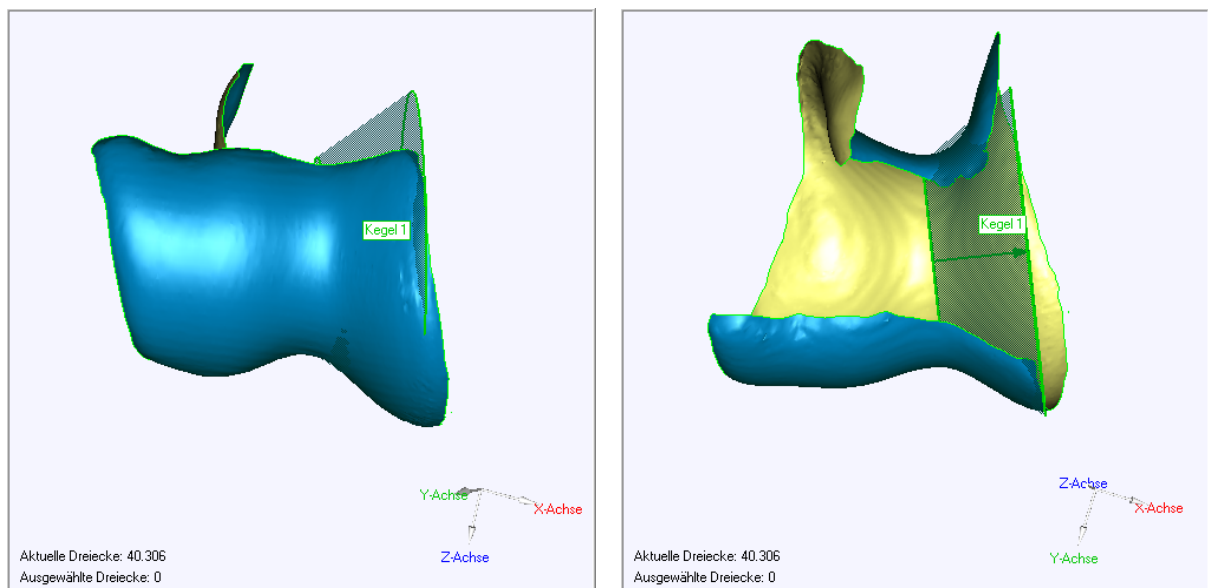 Kegel 1
Y-Achse
X-Achse
Z-Achse
Aktuelle Dreiecke: 40.306
Ausgewählte Dreiecke: 0
Kegel 1
Z-Achse
X-Achse
Y-Achse
Aktuelle Dreiecke: 40.306
Ausgewählte Dreiecke: 0